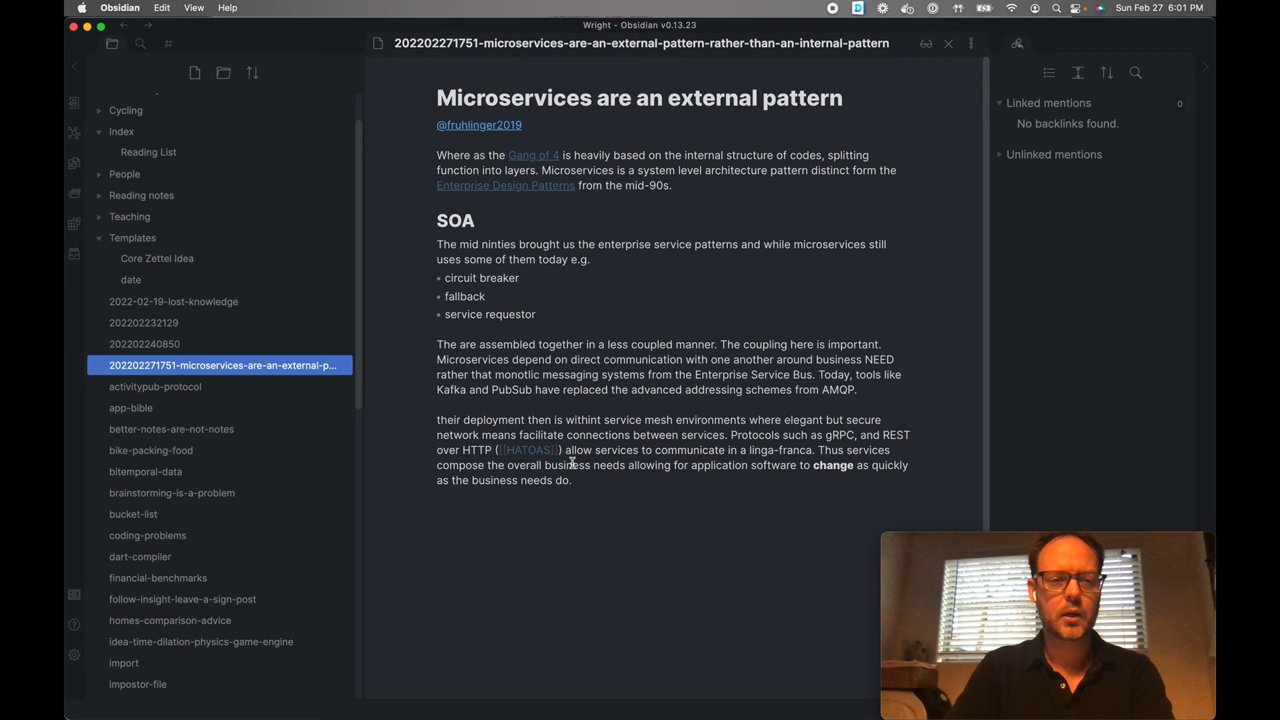 Obsidian Edit View Help
Sun Feb 27 6:01 PM
Wright - Obsidian v0.13.23
202202271751-microservices-are-an-external-pattern-rather-than-an-internal-pattern
Cycling
Index
Reading List
People
Reading notes
Teaching
Templates
Core Zettel Idea
date
2022-02-19-lost-knowledge
202202232129
202202240850
202202271751-microservices-are-an-external-p...
activitypub-protocol
app-bible
better-notes-are-not-notes
bike-packing-food
bitemporal-data
brainstorming-is-a-problem
bucket-list
coding-problems
dart-compiler
financial-benchmarks
follow-insight-leave-a-sign-post
homes-comparison-advice
idea-time-dilation-physics-game-engine
import
impostor-file
Microservices are an external pattern
@fruhlinger2019
Where as the Gang of 4 is heavily based on the internal structure of codes, splitting
function into layers. Microservices is a system level architecture pattern distinct form the
Enterprise Design Patterns from the mid-90s.
SOA
The mid ninties brought us the enterprise service patterns and while microservices still
uses some of them today e.g.
• circuit breaker
• fallback
• service requestor
The are assembled together in a less coupled manner. The coupling here is important.
Microservices depend on direct communication with one another around business NEED
rather that monotlic messaging systems from the Enterprise Service Bus. Today, tools like
Kafka and PubSub have replaced the advanced addressing schemes from AMQP.
their deployment then is withint service mesh environments where elegant but secure
network means facilitate connections between services. Protocols such as gRPC, and REST
over HTTP ([[HATOAS]]) allow services to communicate in a linga-franca. Thus services
compose the overall business needs allowing for application software to change as quickly
as the business needs do.
Linked mentions 0
No backlinks found.
Unlinked mentions